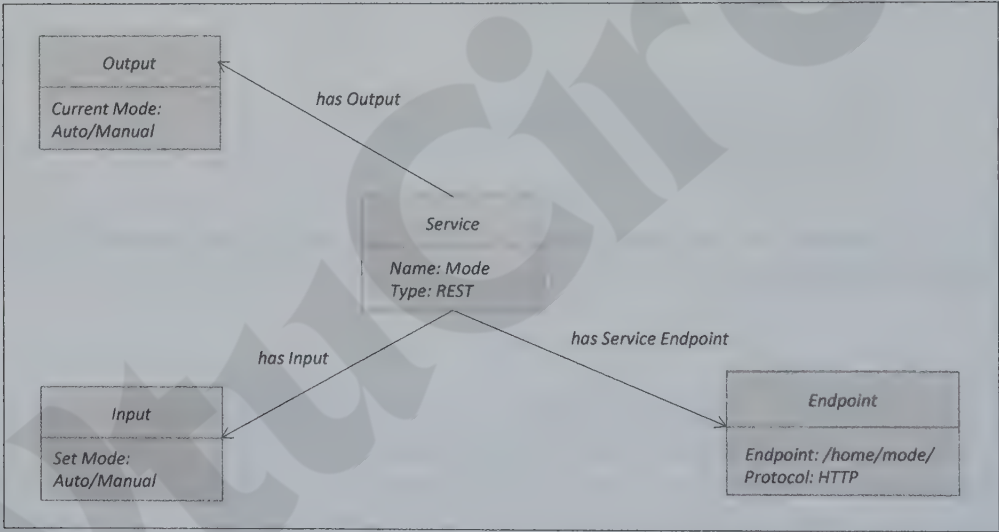 Output
Current Mode:
Auto/Manual
has Output
Service
Name: Mode
Type: REST
has Input
has Service Endpoint
Input
Set Mode:
Auto/Manual
Endpoint
Endpoint: /home/mode/
Protocol: HTTP